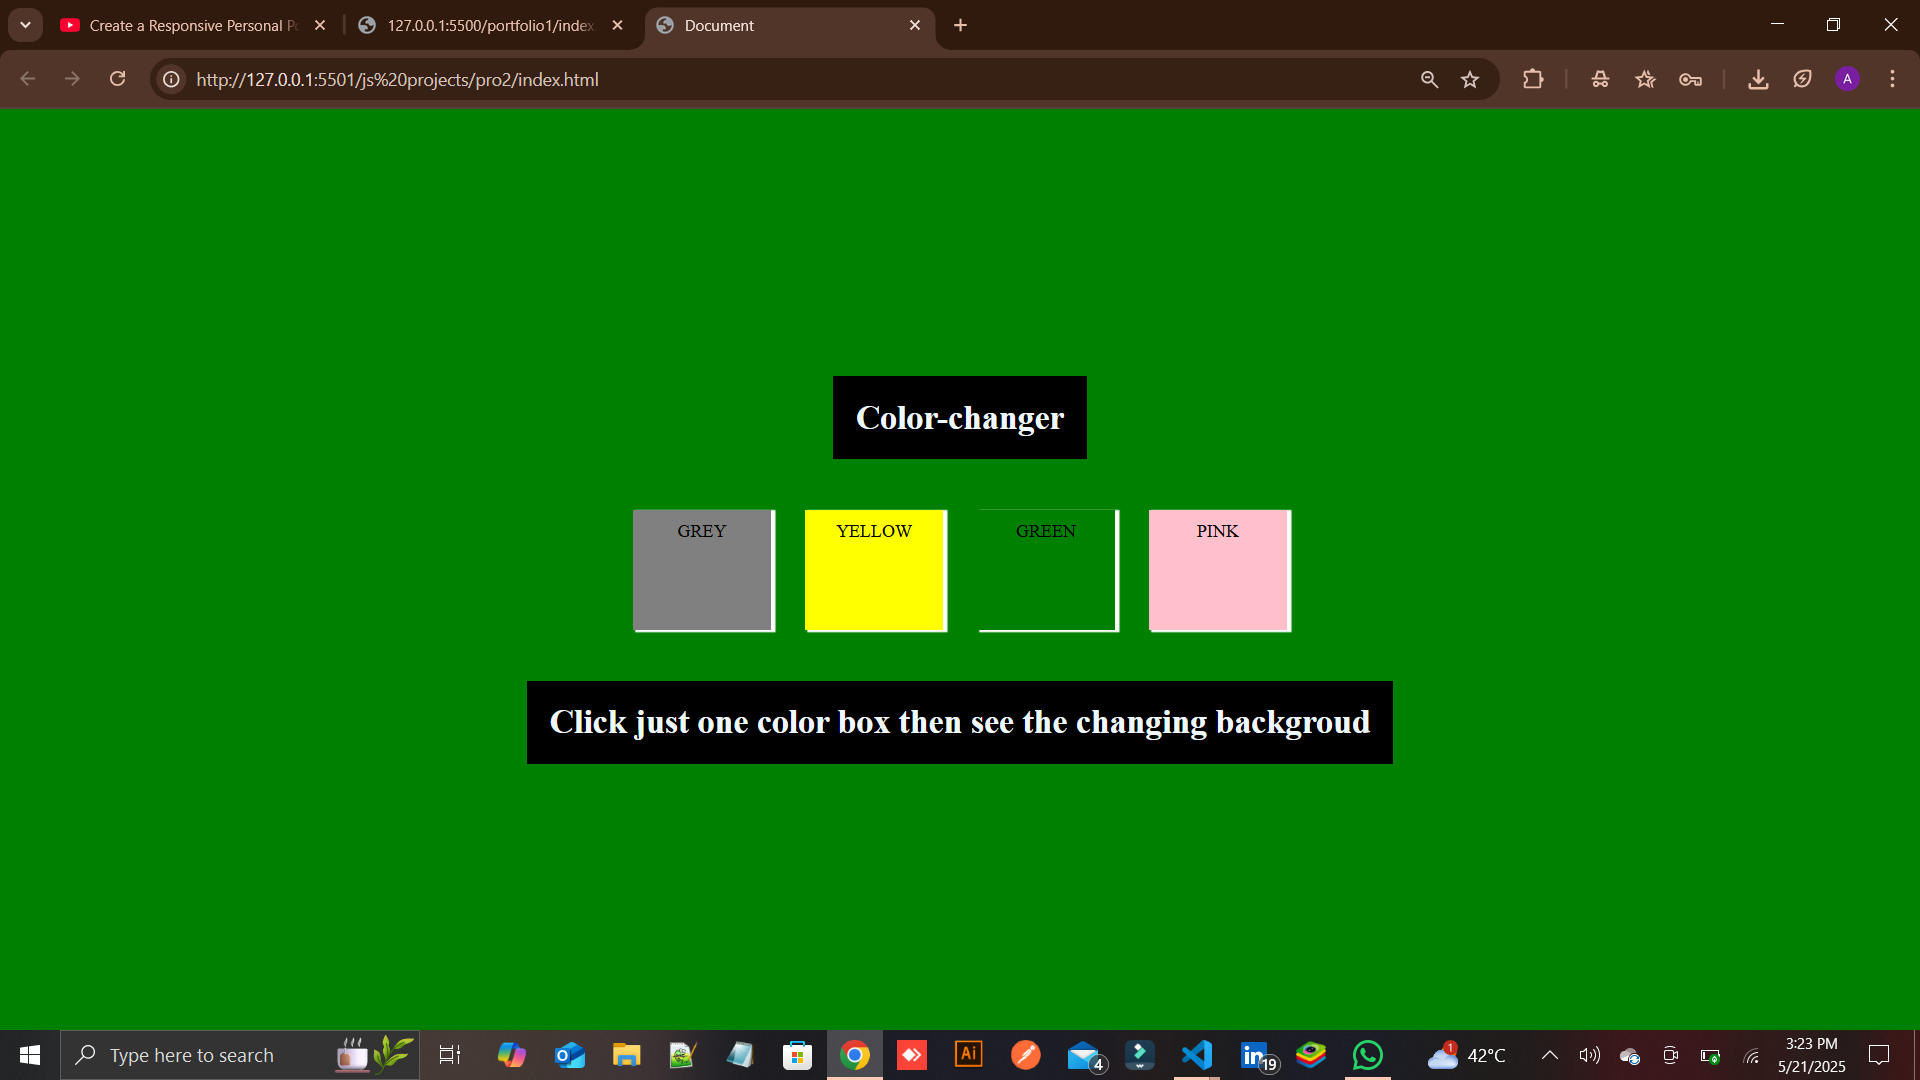 Create a Responsive Personal P
127.0.0.1:5500/portfolio1/index
Document
http://127.0.0.1:5501/js%20projects/pro2/index.html
A
Color-changer
GREY
YELLOW
GREEN
PINK
Click just one color box then see the changing backgroud
Type here to search
Ai
4
in
19
1
42°C
3:23 PM
5/21/2025